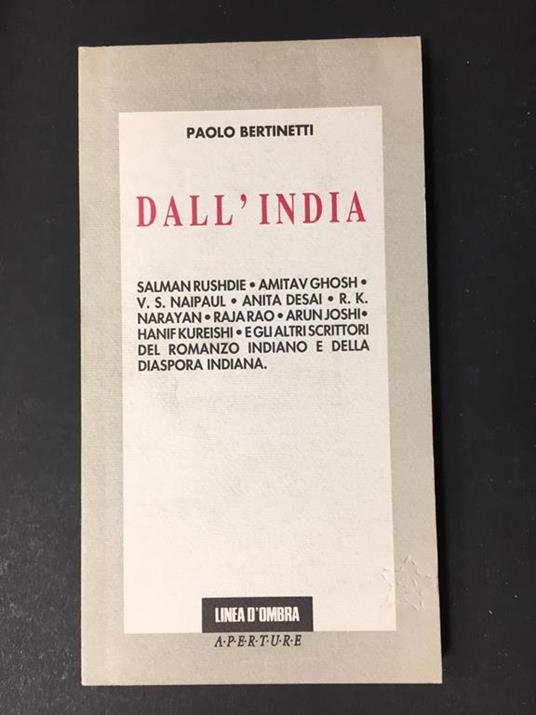 PAOLO BERTINETTI
DALL'INDIA
SALMAN RUSHDIE • AMITAV GHOSH •
V. S. NAIPAUL • ANITA DESAI • R. K.
NARAYAN • RAJA RAO • ARUN JOSHI •
HANIF KUREISHI • E GLI ALTRI SCRITTORI
DEL ROMANZO INDIANO E DELLA
DIASPORA INDIANA.
LINEA D'OMBRA
A·P·E·R·T·U·R·E